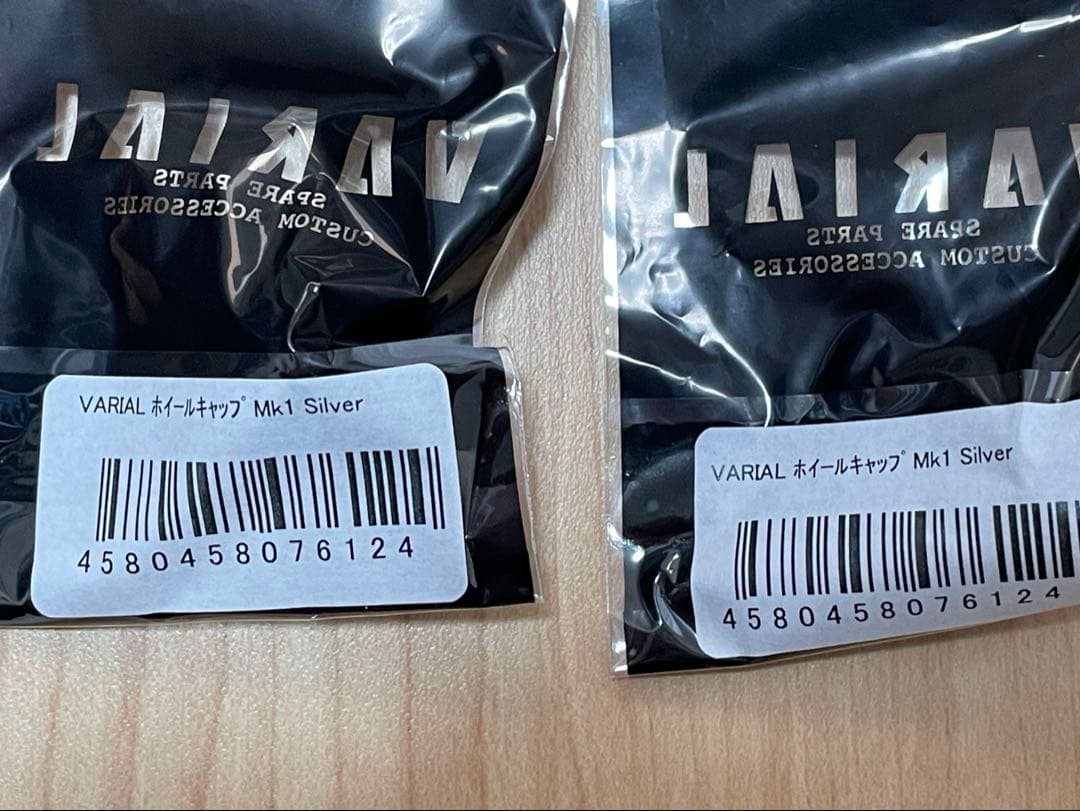 VARIAL
SPARE PARTS
CUSTOM ACCESSORIES
VARIAL ﾎｲｰﾙｷｬｯﾌﾟ Mk1 Silver
4580458076124
VARIAL
SPARE PARTS
CUSTOM ACCESSORIES
VARIAL ﾎｲｰﾙｷｬｯﾌﾟ Mk1 Silver
4580458076124